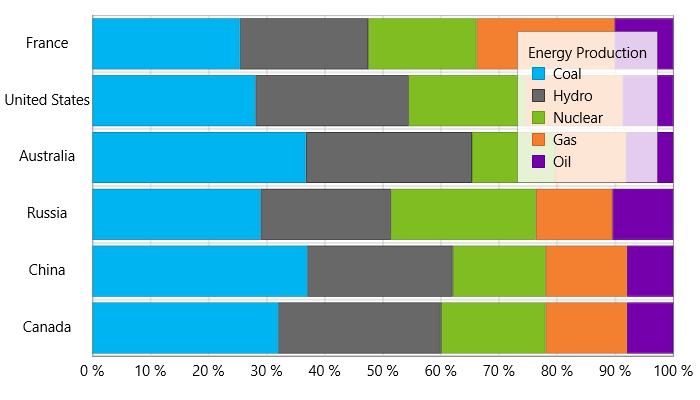 France
United States
Australia
Russia
China
Canada
Energy Production
Coal
Hydro
Nuclear
Gas
Oil
0 % 10 % 20 % 30 % 40 % 50 % 60 % 70 % 80 % 90 % 100 %